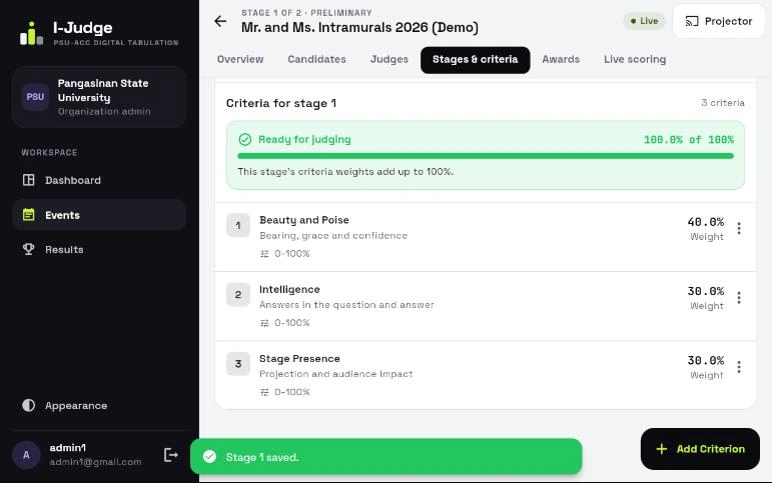 I-Judge
PSU-ACC DIGITAL TABULATION
PSU
Pangasinan State
University
Organization admin
WORKSPACE
Dashboard
Events
Results
Appearance
A
admin1
admin1@gmail.com
STAGE 1 OF 2 · PRELIMINARY
Mr. and Ms. Intramurals 2026 (Demo)
Live
Projector
Overview
Candidates
Judges
Stages & criteria
Awards
Live scoring
Criteria for stage 1
3 criteria
Ready for judging
100.0% of 100%
This stage's criteria weights add up to 100%.
1
Beauty and Poise
Bearing, grace and confidence
0-100%
40.0%
Weight
2
Intelligence
Answers in the question and answer
0-100%
30.0%
Weight
3
Stage Presence
Projection and audience impact
0-100%
30.0%
Weight
Stage 1 saved.
Add Criterion